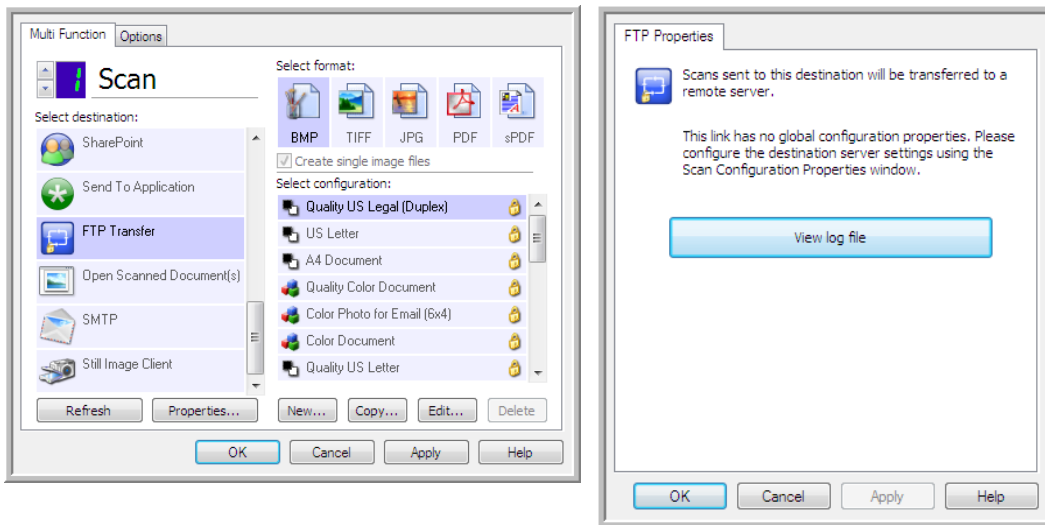 Multi Function
Options
1
Scan
Select destination:
SharePoint
Send To Application
FTP Transfer
Open Scanned Document(s)
SMTP
Still Image Client
Refresh
Properties...
Select format:
BMP
TIFF
JPG
PDF
sPDF
Create single image files
Select configuration:
Quality US Legal (Duplex)
US Letter
A4 Document
Quality Color Document
Color Photo for Email (6x4)
Color Document
Quality US Letter
New...
Copy...
Edit...
Delete
OK
Cancel
Apply
Help
FTP Properties
Scans sent to this destination will be transferred to a
remote server.
This link has no global configuration properties. Please
configure the destination server settings using the
Scan Configuration Properties window.
View log file
OK
Cancel
Apply
Help